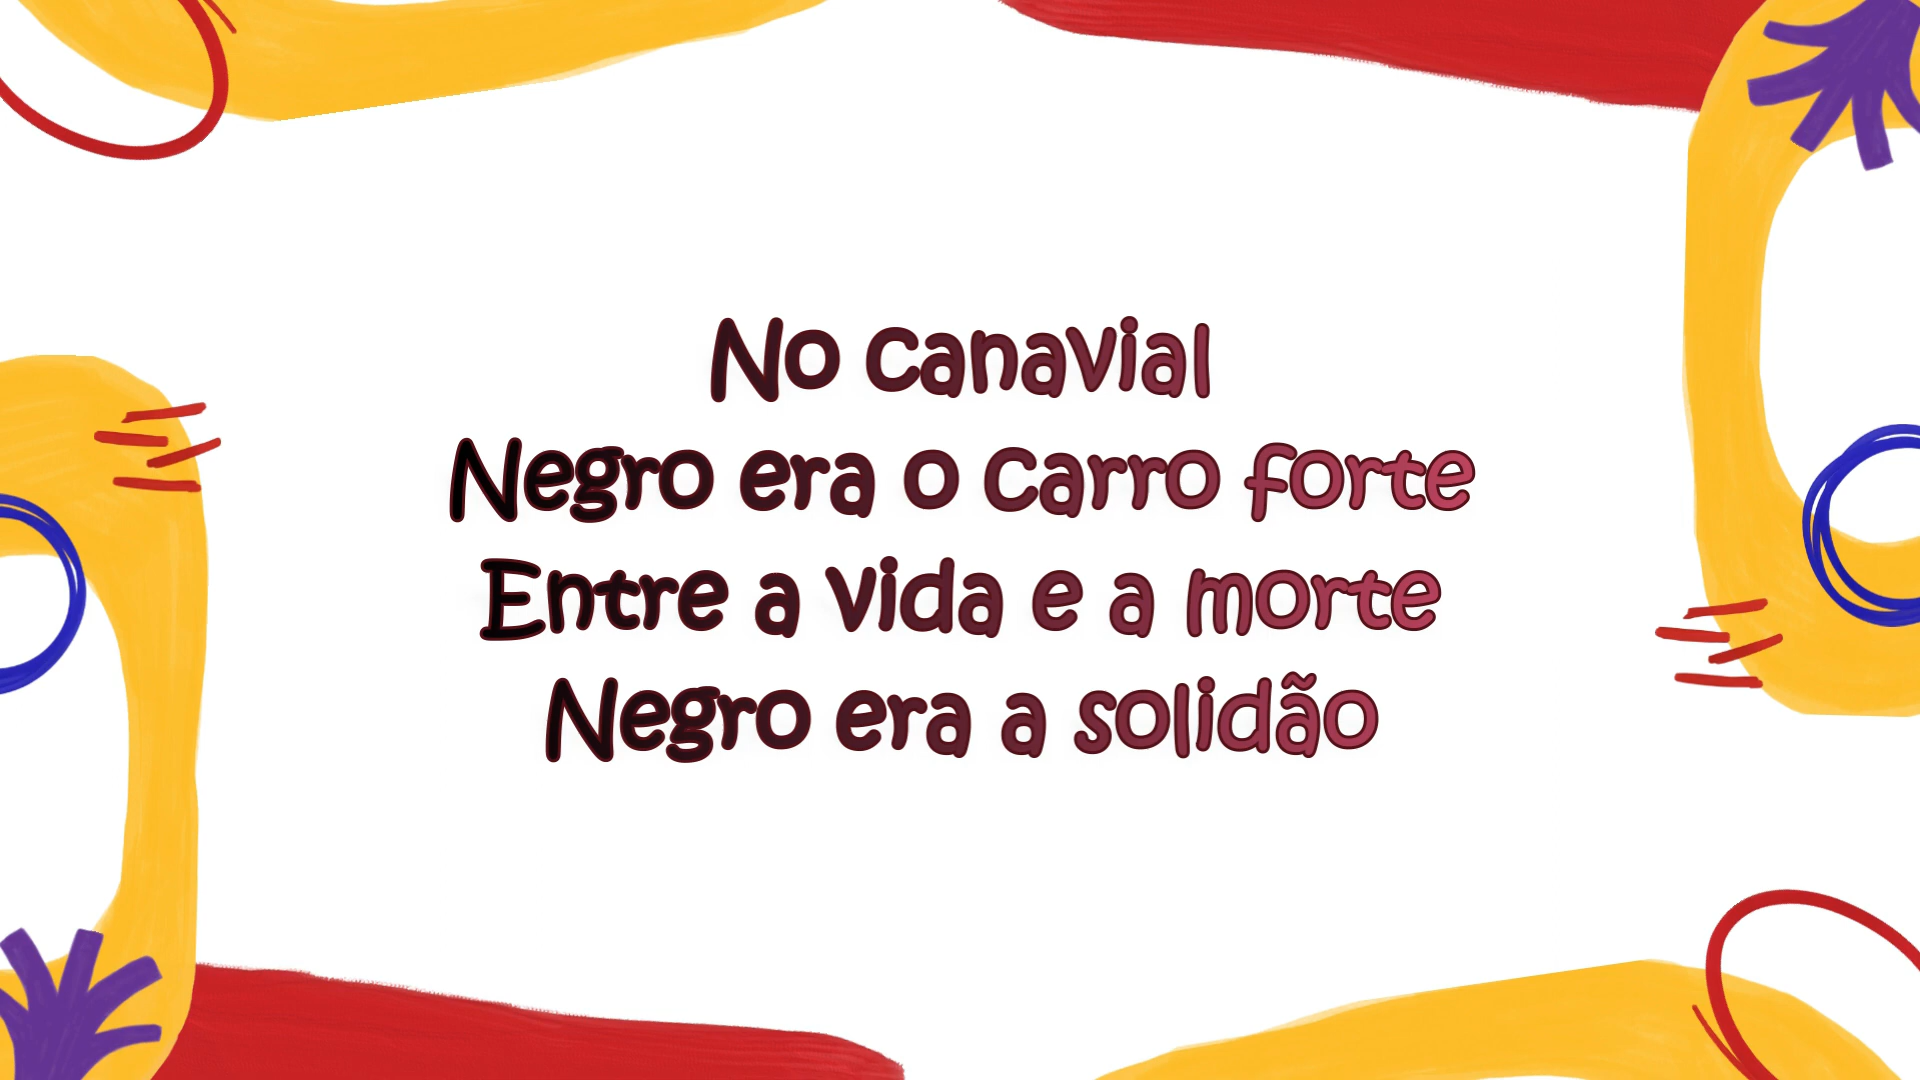 No canavial
Negro era o carro forte
Entre a vida e a morte
Negro era a solidão